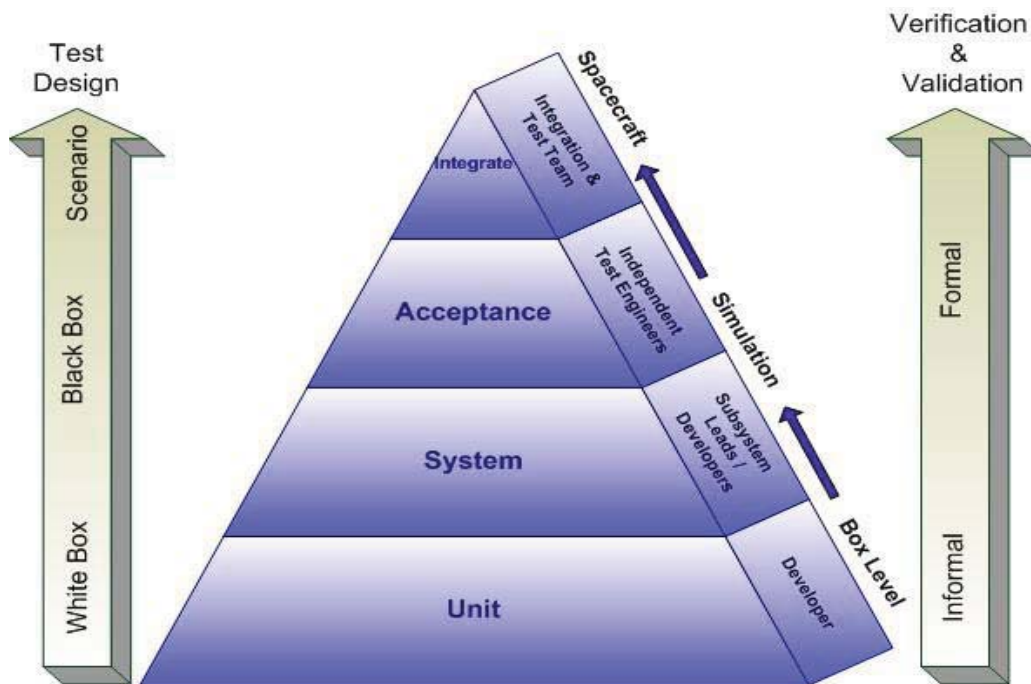 Test
Design
Scenario
Black Box
White Box
Integrate
Acceptance
System
Unit
Integration &
Test Team
Independent
Test Engineers
Subsystem
Leads /
Developers
Developer
Spacecraft
Simulation
Box Level
Verification
&
Validation
Formal
Informal